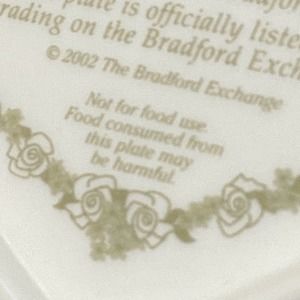 plate is officially liste
rading on the Bradford Exch
© 2002 The Bradford Exchange
Not for food use.
Food consumed from
this plate may
be harmful.